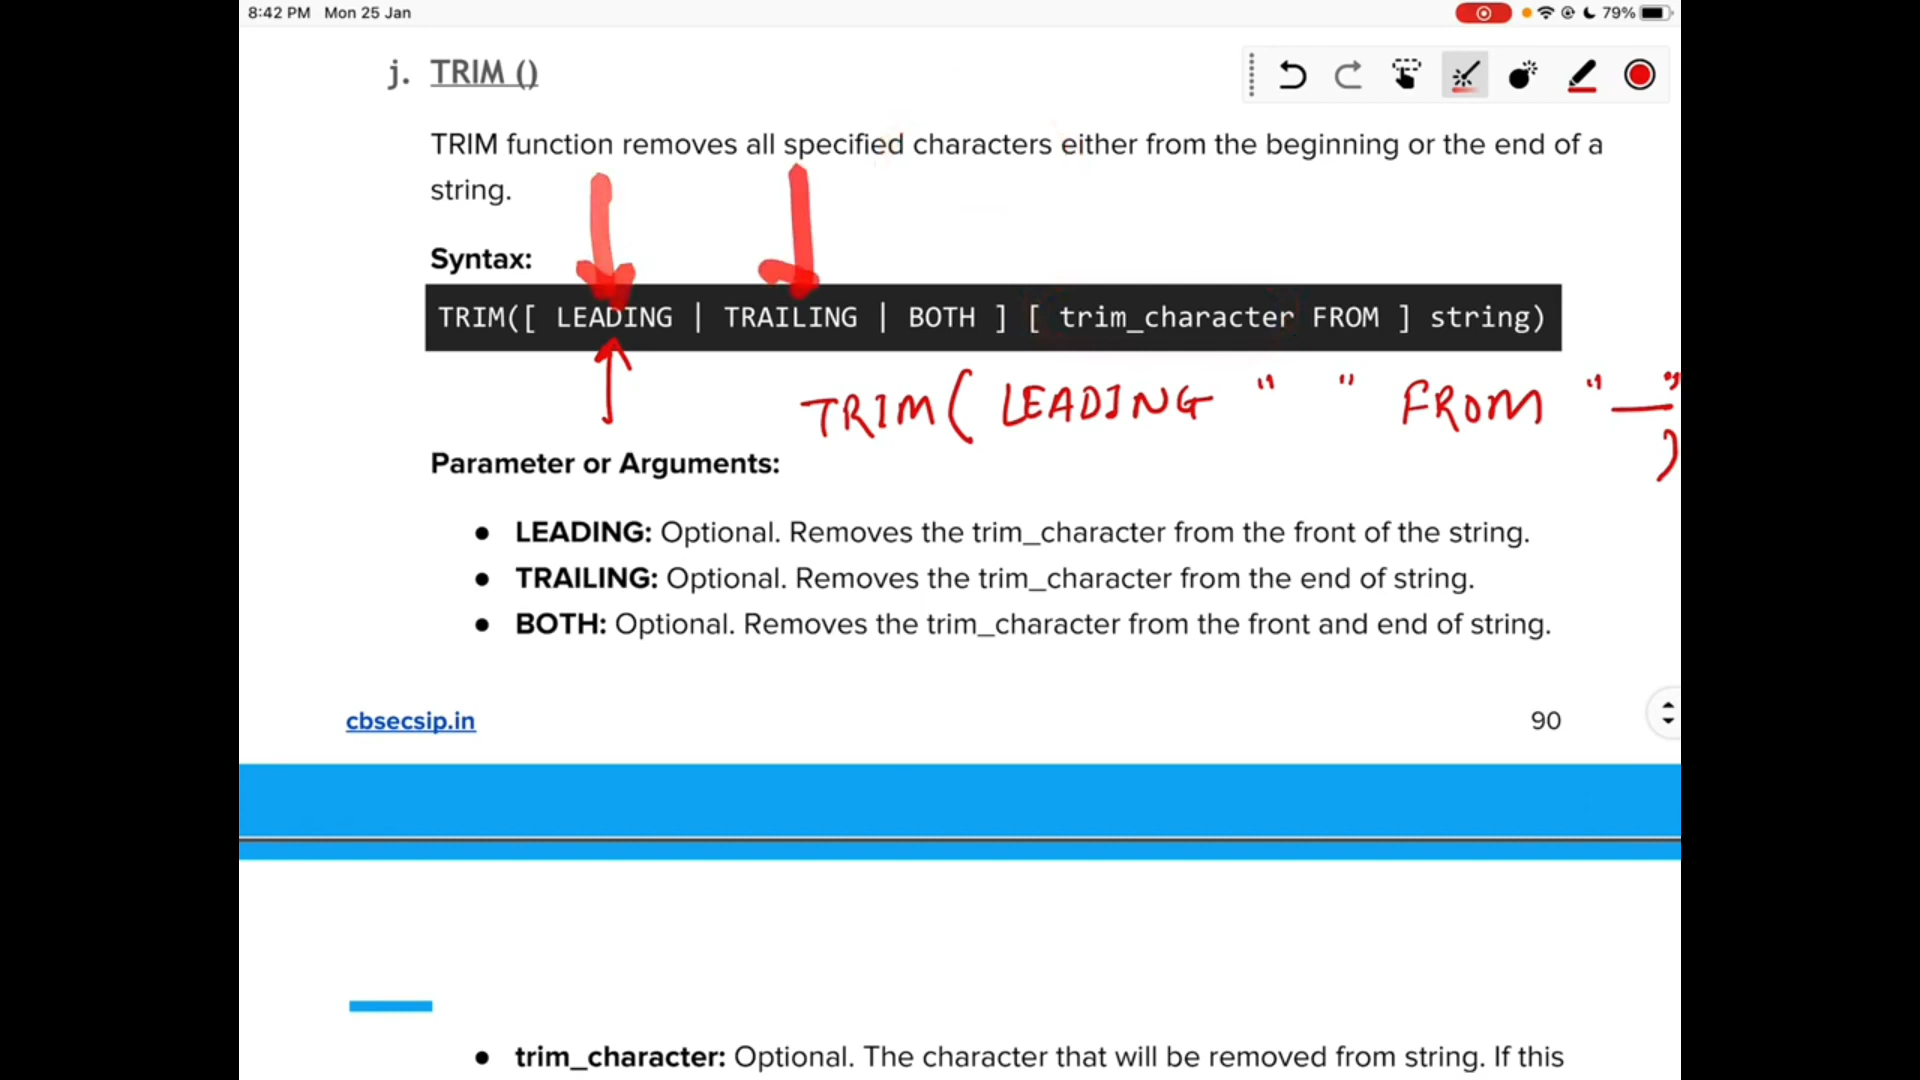 8:42 PM Mon 25 Jan 79%
j. TRIM ()
TRIM function removes all specified characters either from the beginning or the end of a
string.
Syntax:
TRIM([ LEADING | TRAILING | BOTH ] [ trim_character FROM ] string)
TRIM( LEADING " " FROM "—"
)
Parameter or Arguments:
● LEADING: Optional. Removes the trim_character from the front of the string.
● TRAILING: Optional. Removes the trim_character from the end of string.
● BOTH: Optional. Removes the trim_character from the front and end of string.
cbsecsip.in 90
● trim_character: Optional. The character that will be removed from string. If this